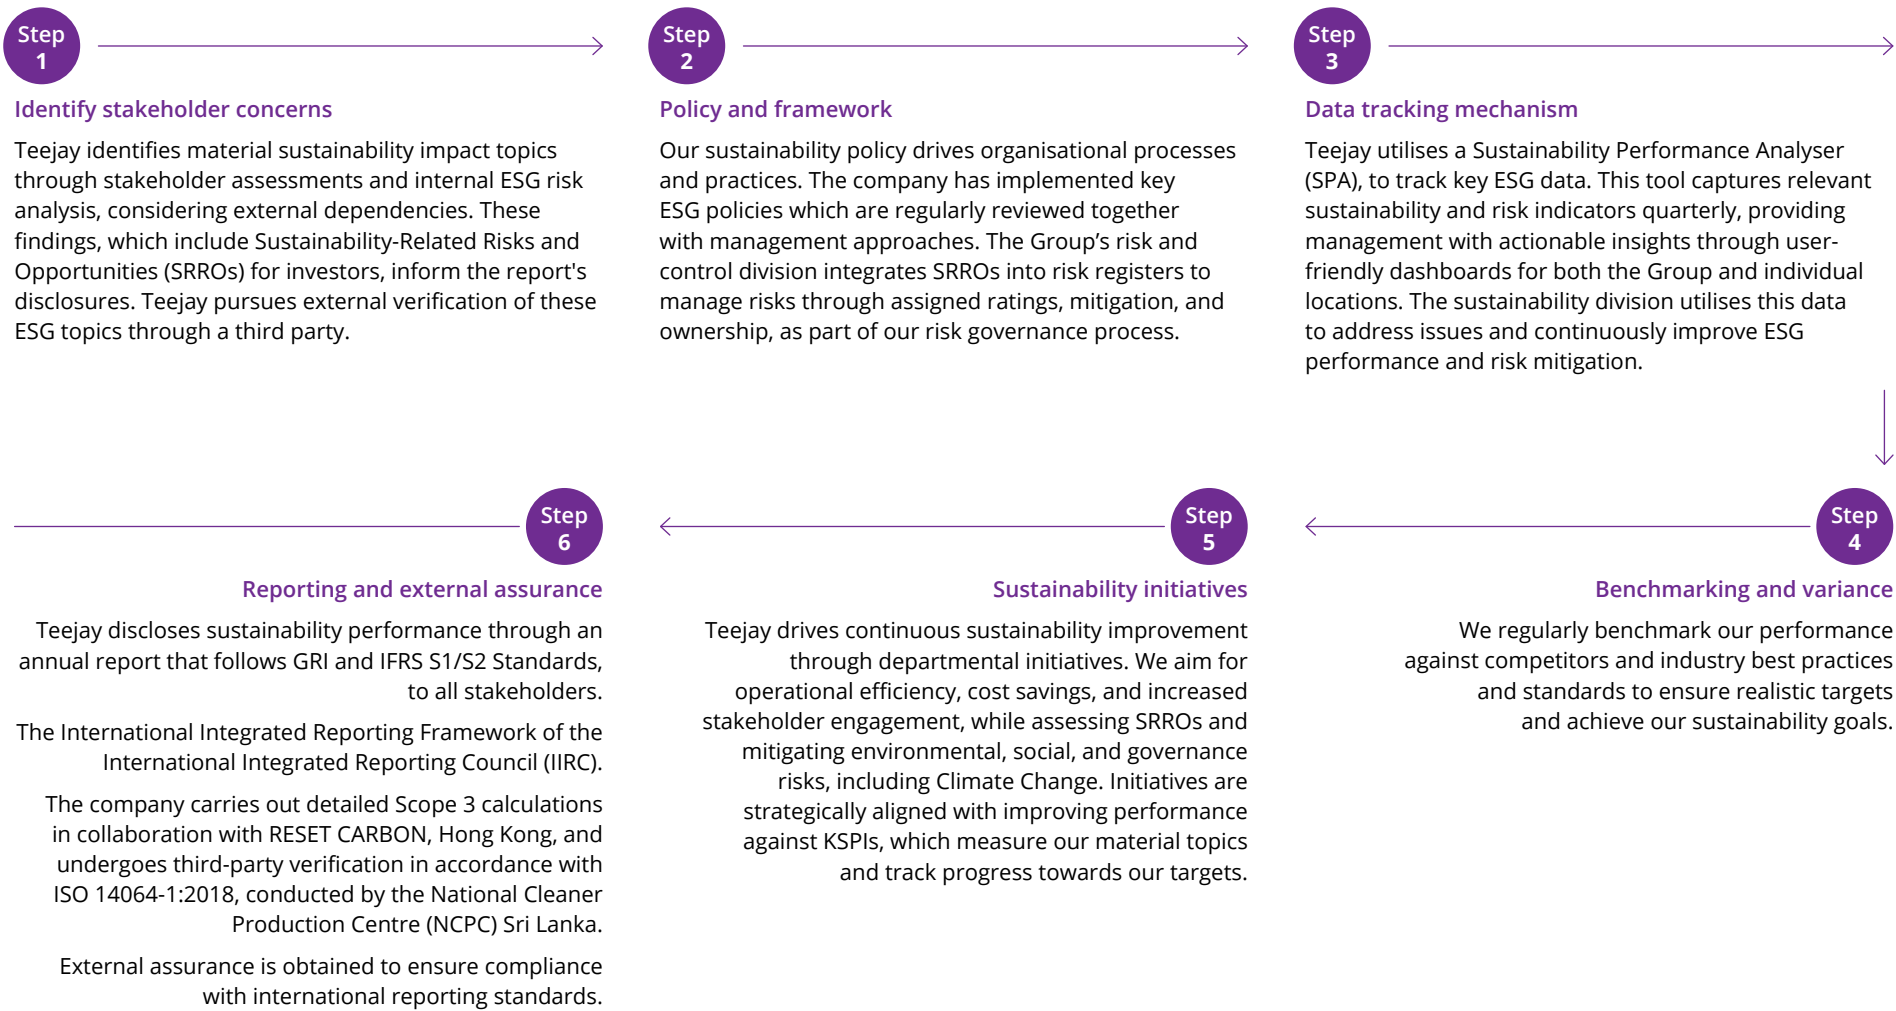 Step
1
Identify stakeholder concerns
Teejay identifies material sustainability impact topics
through stakeholder assessments and internal ESG risk
analysis, considering external dependencies. These
findings, which include Sustainability-Related Risks and
Opportunities (SRROs) for investors, inform the report's
disclosures. Teejay pursues external verification of these
ESG topics through a third party.
Step
2
Policy and framework
Our sustainability policy drives organisational processes
and practices. The company has implemented key
ESG policies which are regularly reviewed together
with management approaches. The Group’s risk and
control division integrates SRROs into risk registers to
manage risks through assigned ratings, mitigation, and
ownership, as part of our risk governance process.
Step
3
Data tracking mechanism
Teejay utilises a Sustainability Performance Analyser
(SPA), to track key ESG data. This tool captures relevant
sustainability and risk indicators quarterly, providing
management with actionable insights through user-
friendly dashboards for both the Group and individual
locations. The sustainability division utilises this data
to address issues and continuously improve ESG
performance and risk mitigation.
Step
4
Benchmarking and variance
We regularly benchmark our performance
against competitors and industry best practices
and standards to ensure realistic targets
and achieve our sustainability goals.
Step
5
Sustainability initiatives
Teejay drives continuous sustainability improvement
through departmental initiatives. We aim for
operational efficiency, cost savings, and increased
stakeholder engagement, while assessing SRROs and
mitigating environmental, social, and governance
risks, including Climate Change. Initiatives are
strategically aligned with improving performance
against KSPIs, which measure our material topics
and track progress towards our targets.
Step
6
Reporting and external assurance
Teejay discloses sustainability performance through an
annual report that follows GRI and IFRS S1/S2 Standards,
to all stakeholders.
The International Integrated Reporting Framework of the
International Integrated Reporting Council (IIRC).
The company carries out detailed Scope 3 calculations
in collaboration with RESET CARBON, Hong Kong, and
undergoes third-party verification in accordance with
ISO 14064-1:2018, conducted by the National Cleaner
Production Centre (NCPC) Sri Lanka.
External assurance is obtained to ensure compliance
with international reporting standards.